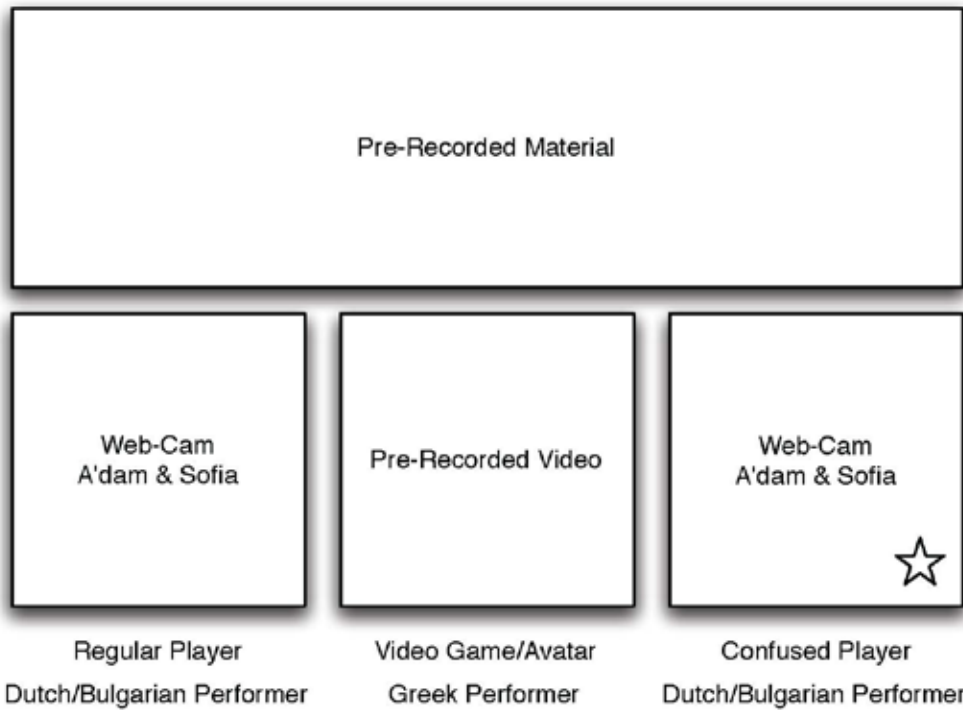 Pre-Recorded Material
Web-Cam
A'dam & Sofia
Pre-Recorded Video
Web-Cam
A'dam & Sofia
Regular Player
Dutch/Bulgarian Performer
Video Game/Avatar
Greek Performer
Confused Player
Dutch/Bulgarian Performer